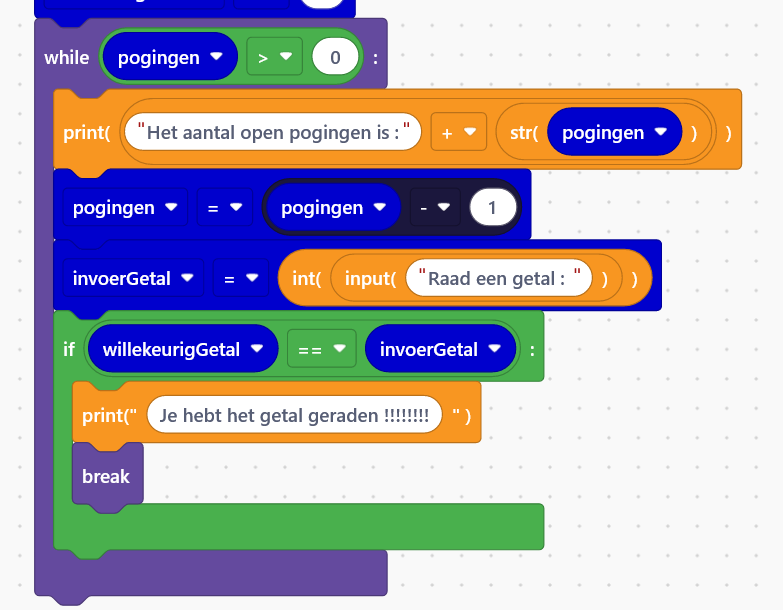 while pogingen > 0 :
print( "Het aantal open pogingen is : " + str( pogingen ) )
pogingen = pogingen - 1
invoerGetal = int( input( "Raad een getal : " ) )
if willekeurigGetal == invoerGetal :
print(" Je hebt het getal geraden !!!!!!!! " )
break